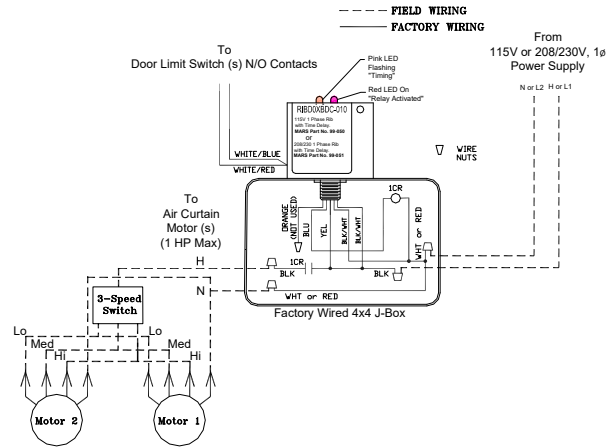 FIELD WIRING
FACTORY WIRING
From
115V or 208/230V, 1ø
Power Supply
N or L2 H or L1
To
Door Limit Switch (s) N/O Contacts
Pink LED
Flashing
"Timing"
Red LED On
"Relay Activated"
RIBD0XBDC-010
115V 1 Phase Rib
with Time Delay.
MARS Part No. 99-050
or
208/230 1 Phase Rib
with Time Delay.
MARS Part No. 99-051
WIRE
NUTS
WHITE/BLUE
WHITE/RED
To
Air Curtain
Motor (s)
(1 HP Max)
ORANGE
(NOT USED)
BLU
YEL
BLK/WHT
BLK/WHT
1CR
WHT or RED
H
1CR
BLK
BLK
N
WHT or RED
Factory Wired 4x4 J-Box
3-Speed
Switch
Lo
Lo
Med
Med
Hi
Hi
Motor 2
Motor 1